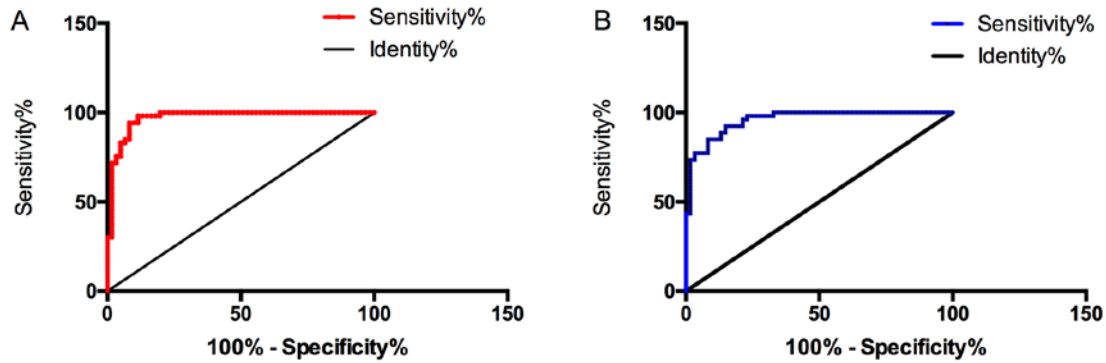 A
Sensitivity%
Identity%
150
100
50
0
Sensitivity%
0 50 100 150
100% - Specificity%
B
Sensitivity%
Identity%
150
100
50
0
Sensitivity%
0 50 100 150
100% - Specificity%